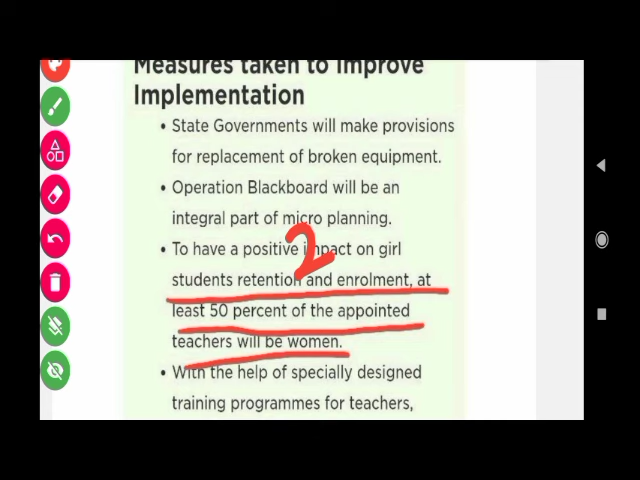 Measures taken to Improve
Implementation
• State Governments will make provisions
for replacement of broken equipment.
• Operation Blackboard will be an
integral part of micro planning.
2
• To have a positive impact on girl
students retention and enrolment, at
least 50 percent of the appointed
teachers will be women.
• With the help of specially designed
training programmes for teachers,